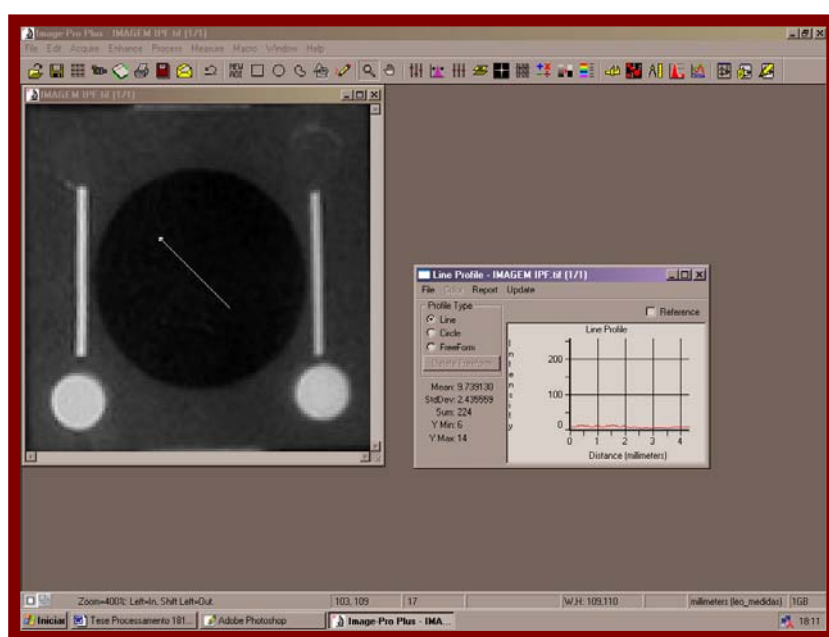 Image-Pro Plus - IMAGEM IPF.tif (1/1)
File Edit Acquire Enhance Process Measure Macro Window Help
IMAGEM IPF.tif (1/1)
Line Profile - IMAGEM IPF.tif (1/1)
File Color Report Update
Profile Type
Line
Circle
FreeForm
Reference
Line Profile
Intensity
200
100
0
0 1 2 3 4
Distance (milimeters)
Mean: 9.739130
StdDev: 2.435559
Sum: 224
Y Min: 6
Y Max: 14
Zoom=400%: Left=In, Shift Left=Out. 103, 109 17 W,H: 109,110 milimeters (leo_medidas) 1GB
Iniciar Tese Processamento 181... Adobe Photoshop Image-Pro Plus - IMA... 18:11